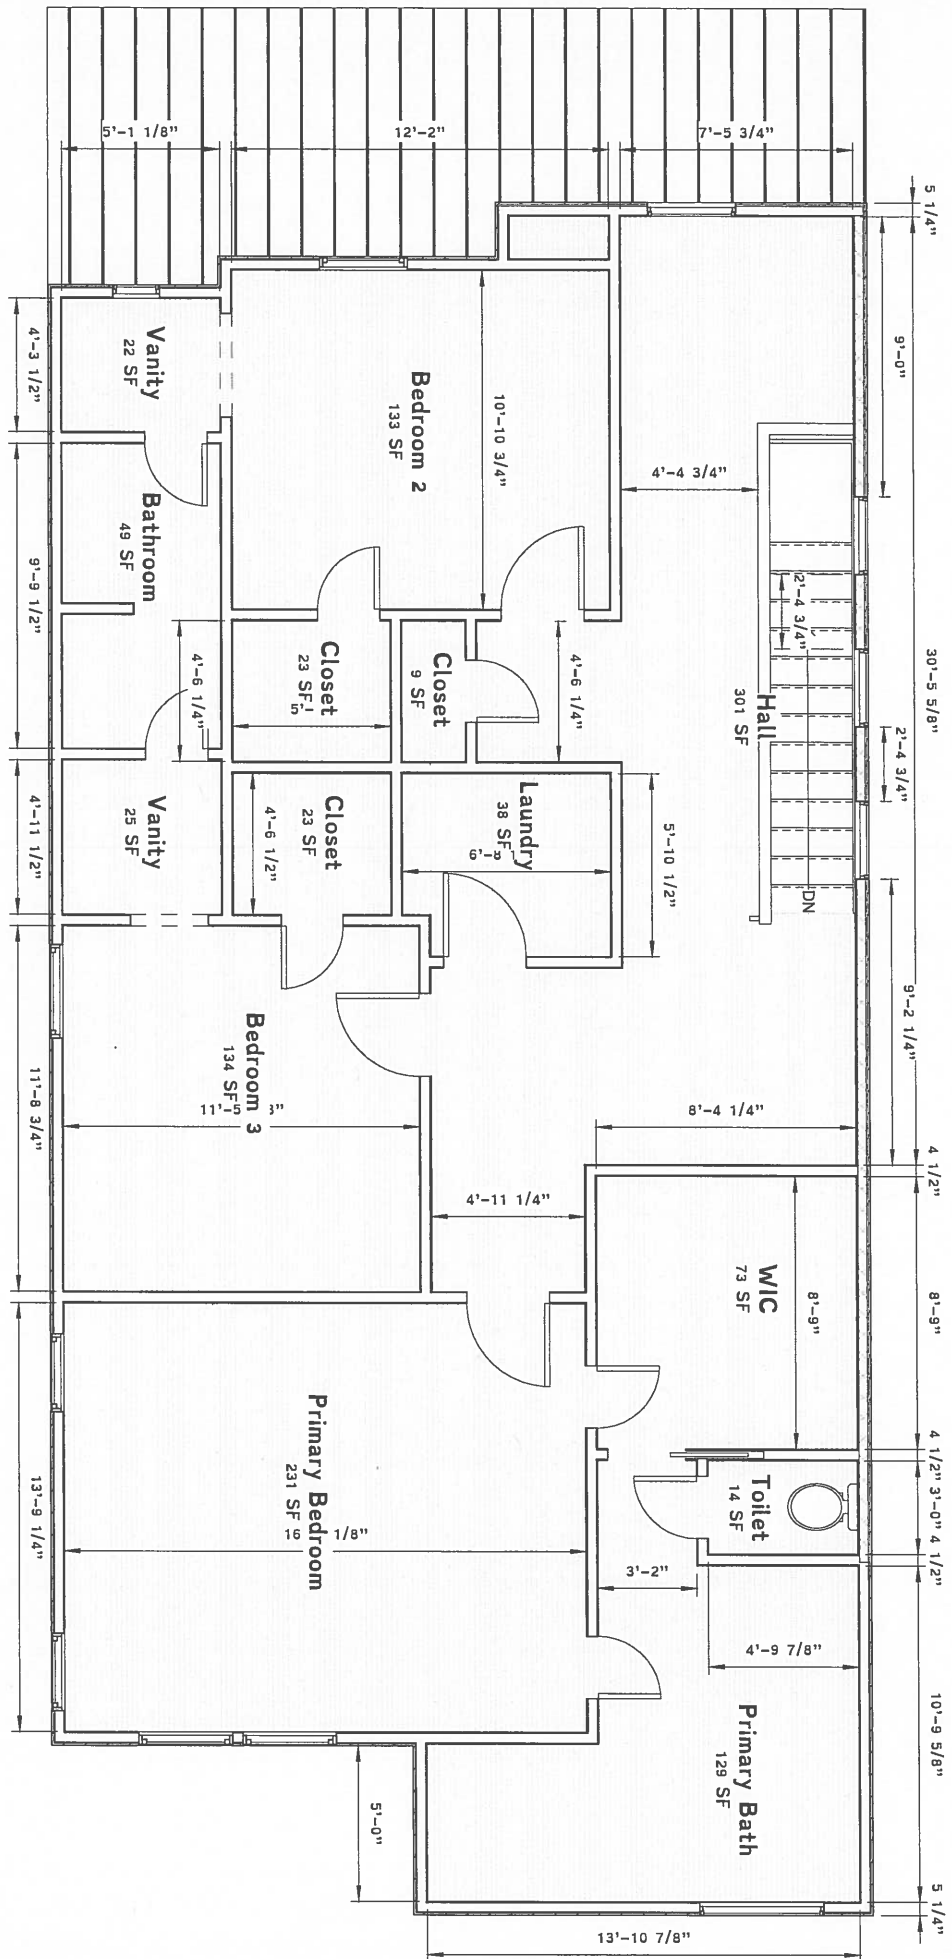 5'-1 1/8"
12'-2"
7'-5 3/4"
5 1/4"
9'-0"
30'-5 5/8"
4'-3 1/2"
Vanity
22 SF
Bedroom 2
133 SF
10'-10 3/4"
4'-4 3/4"
Bathroom
49 SF
9'-9 1/2"
4'-6 1/4"
Closet
23 SF
Closet
9 SF
4'-6 1/4"
Hall
301 SF
2'-4 3/4"
2'-4 3/4"
DN
4'-11 1/2"
Vanity
25 SF
Closet
23 SF
4'-6 1/2"
Laundry
38 SF
5'-10 1/2"
9'-2 1/4"
11'-8 3/4"
Bedroom 3
134 SF
8'-4 1/4"
4'-11 1/4"
4 1/2"
WIC
73 SF
8'-9"
8'-9"
13'-9 1/4"
Primary Bedroom
231 SF
4 1/2"
Toilet
14 SF
3'-0"
4 1/2"
3'-2"
4'-9 7/8"
Primary Bath
129 SF
10'-9 5/8"
5'-0"
5 1/4"
13'-10 7/8"